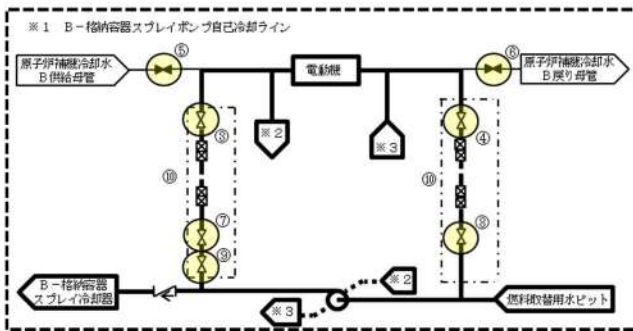 ※1 B－格納容器スプレイポンプ自己冷却ライン
⑤
⑥
原子炉補機冷却水
B供給母管
電動機
原子炉補機冷却水
B戻り母管
③
※2
※3
④
⑩
⑩
⑦
⑧
⑨
B－格納容器
スプレイ冷却器
※2
※3
燃料取替用水ピット